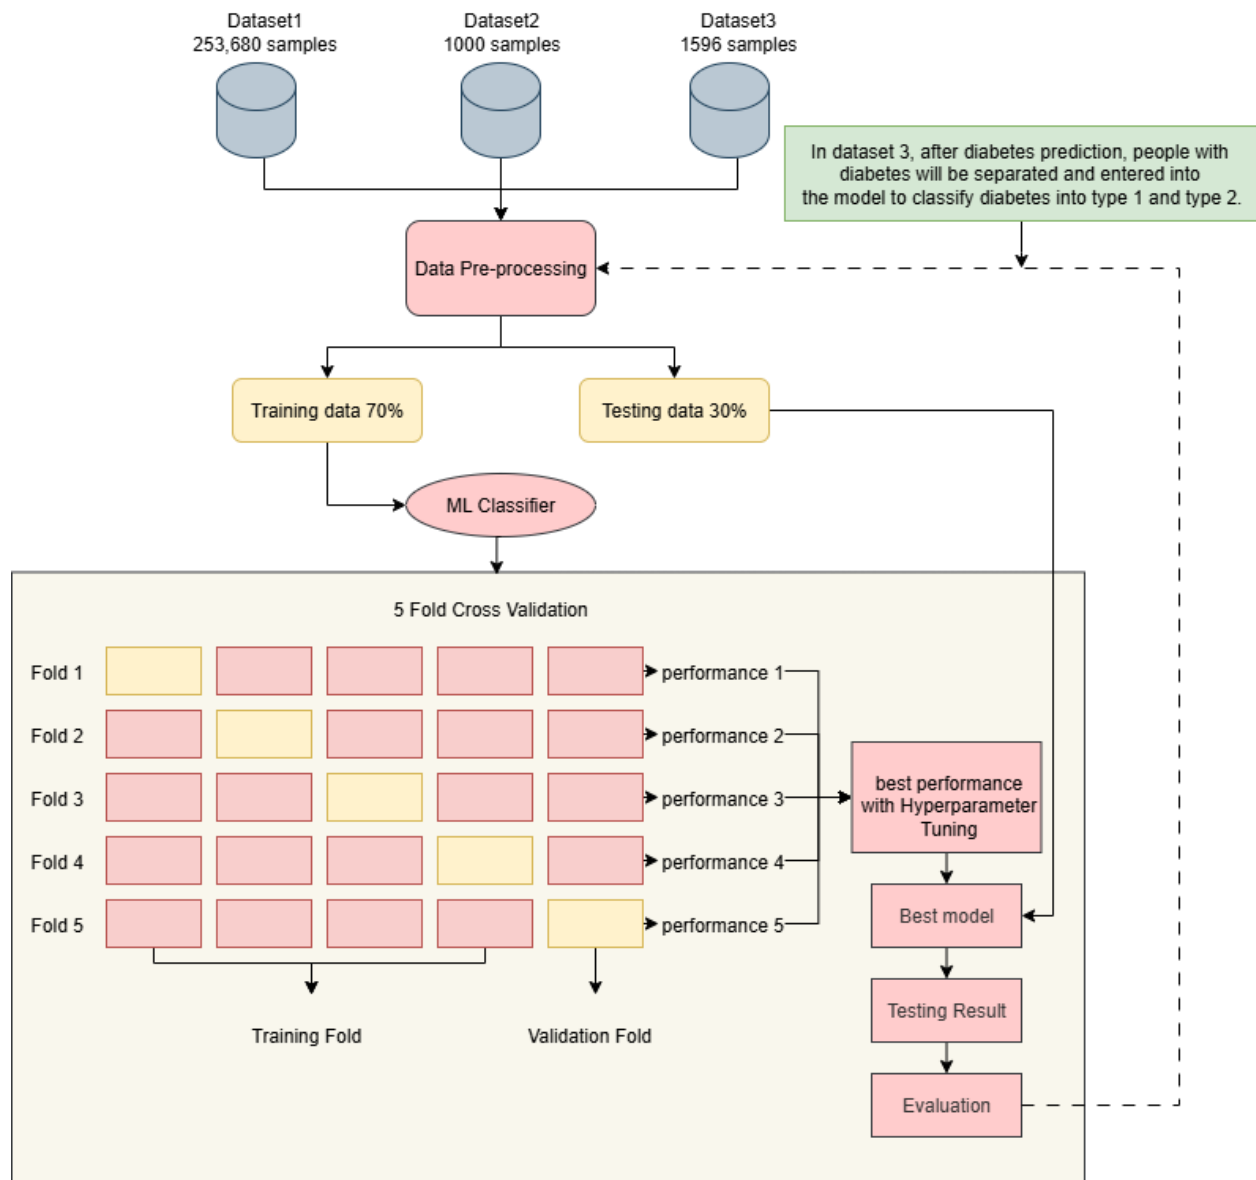 Dataset1
253,680 samples
Dataset2
1000 samples
Dataset3
1596 samples
In dataset 3, after diabetes prediction, people with
diabetes will be separated and entered into
the model to classify diabetes into type 1 and type 2.
Data Pre-processing
Training data 70%
Testing data 30%
ML Classifier
5 Fold Cross Validation
Fold 1
performance 1
Fold 2
performance 2
Fold 3
performance 3
Fold 4
performance 4
Fold 5
performance 5
best performance
with Hyperparameter
Tuning
Best model
Testing Result
Evaluation
Training Fold
Validation Fold